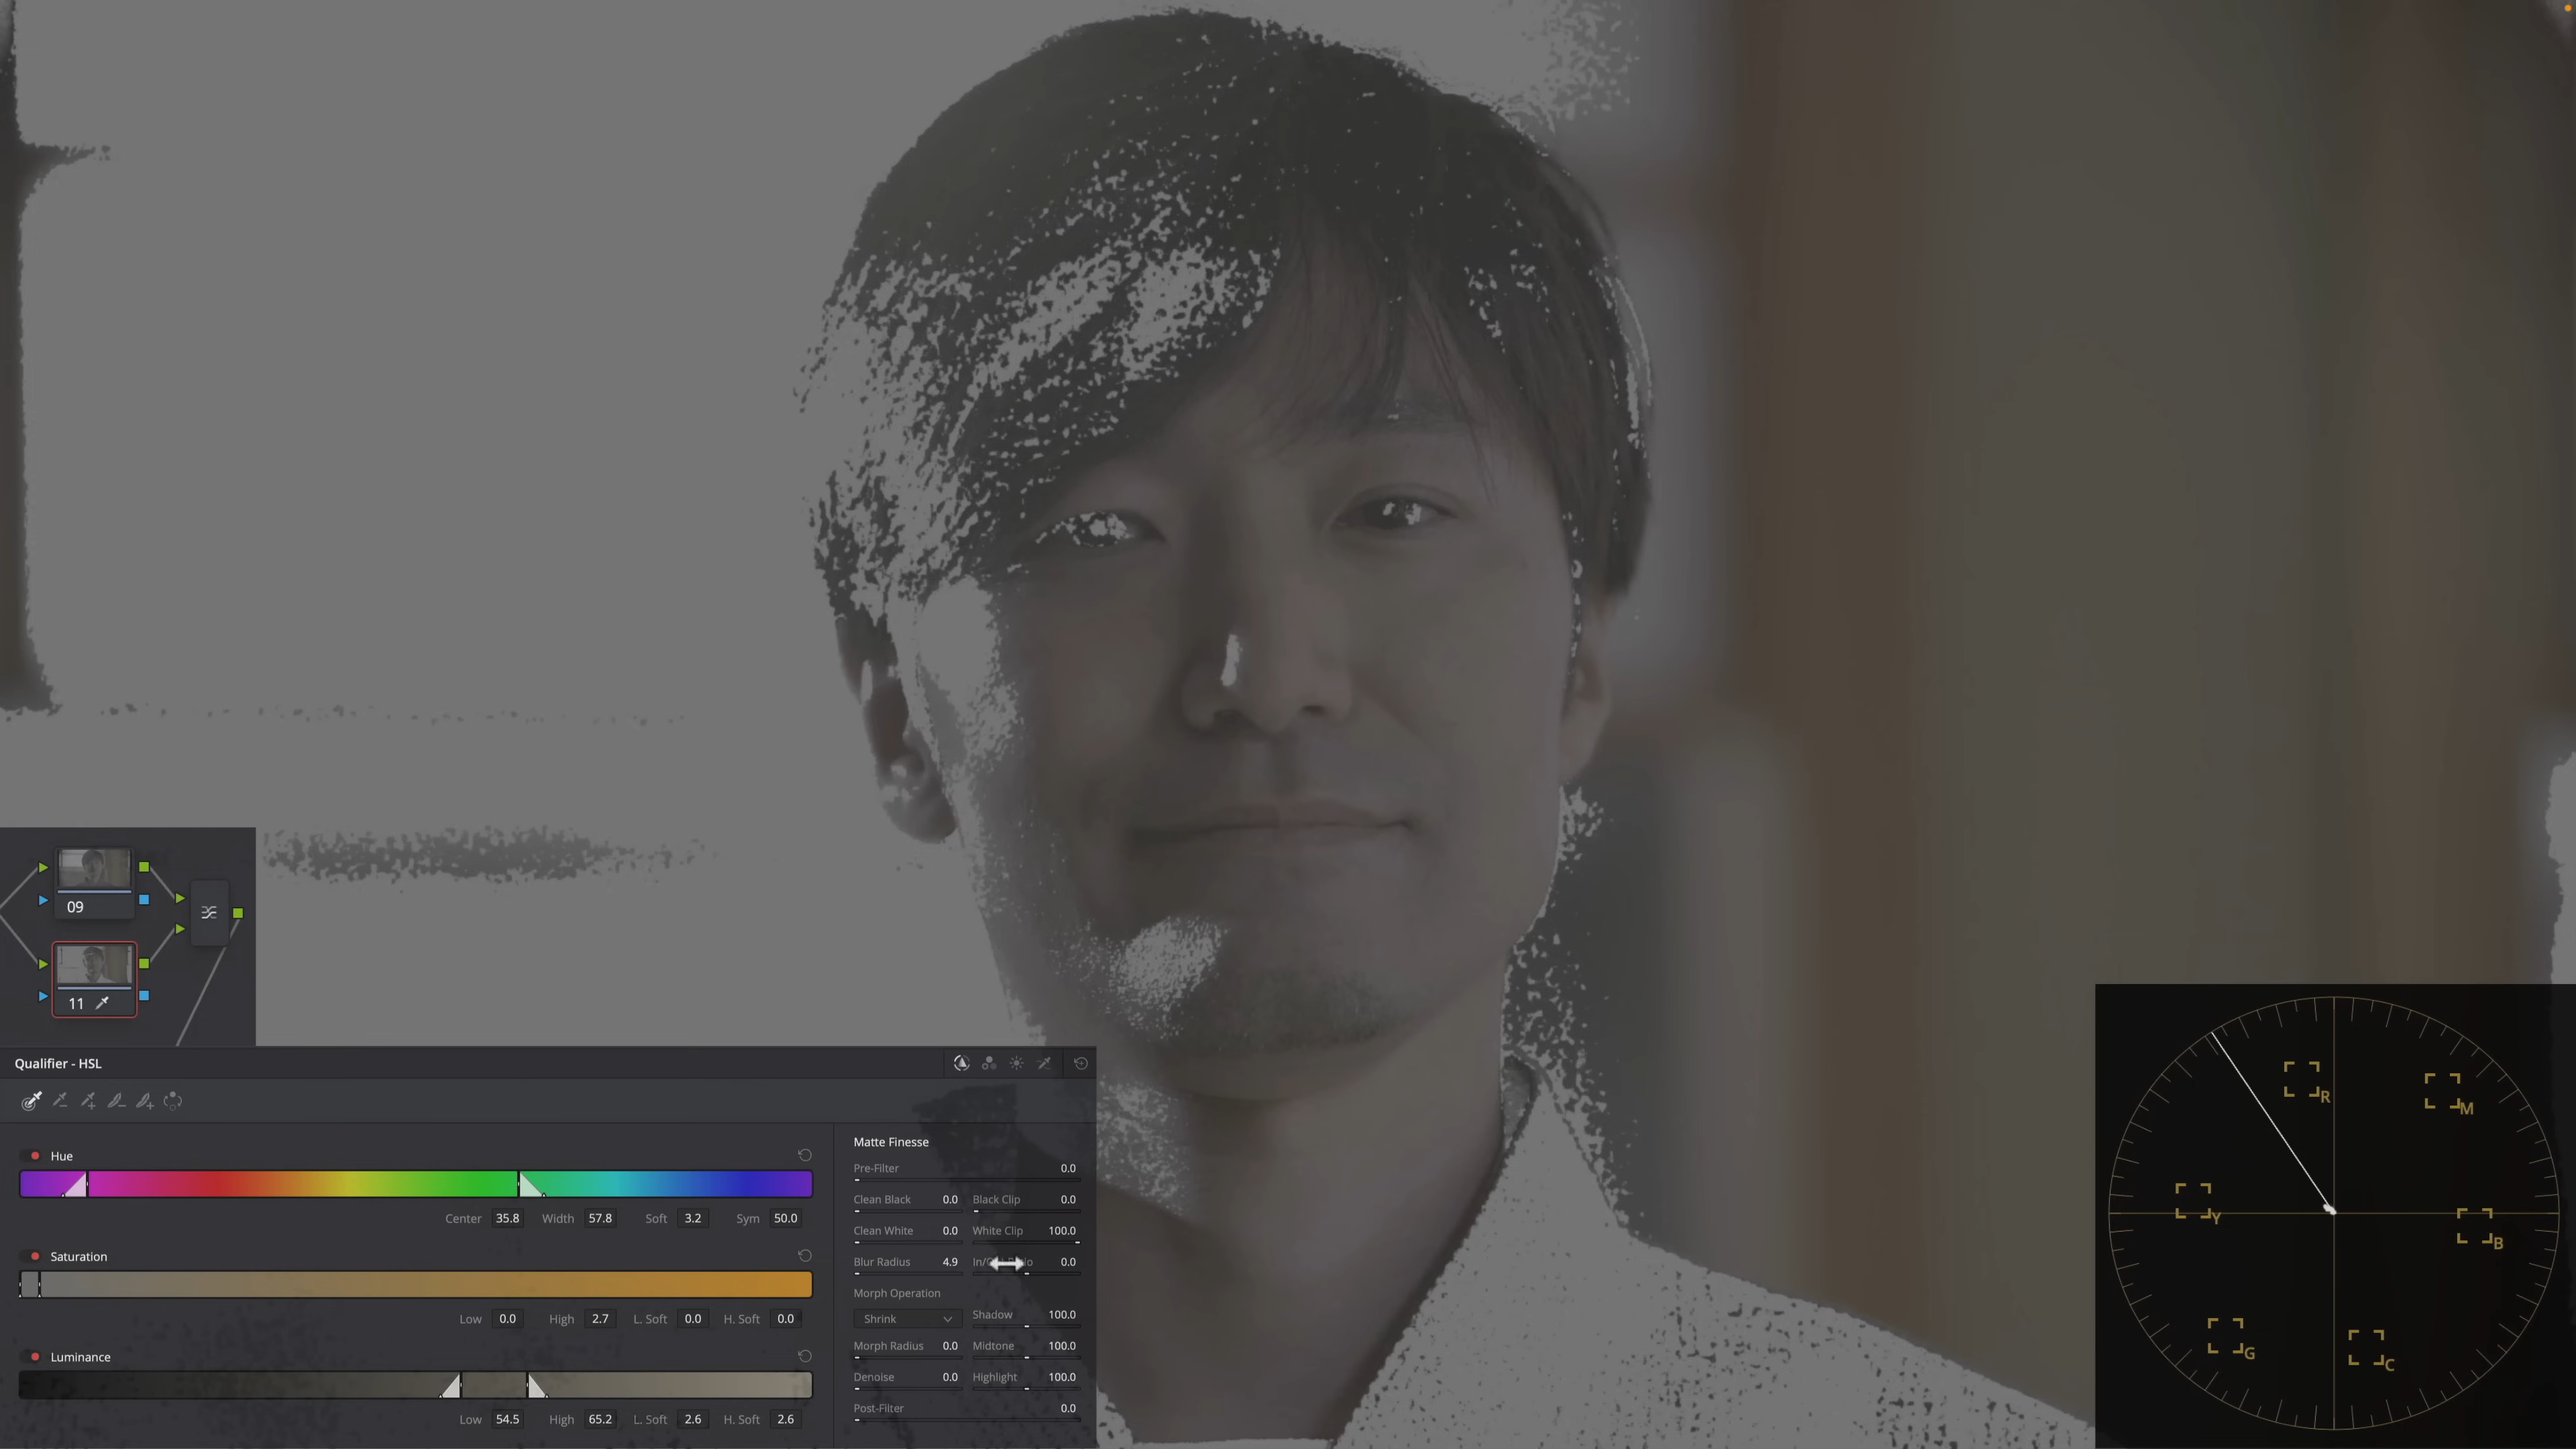 09
11
Qualifier - HSL
Hue
Center 35.8 Width 57.8 Soft 3.2 Sym 50.0
Saturation
Low 0.0 High 2.7 L. Soft 0.0 H. Soft 0.0
Luminance
Low 54.5 High 65.2 L. Soft 2.6 H. Soft 2.6
Matte Finesse
Pre-Filter 0.0
Clean Black 0.0 Black Clip 0.0
Clean White 0.0 White Clip 100.0
Blur Radius 4.9 0.0
Morph Operation
Shrink Shadow 100.0
Morph Radius 0.0 Midtone 100.0
Denoise 0.0 Highlight 100.0
Post-Filter 0.0
R
M
Y
B
G
C